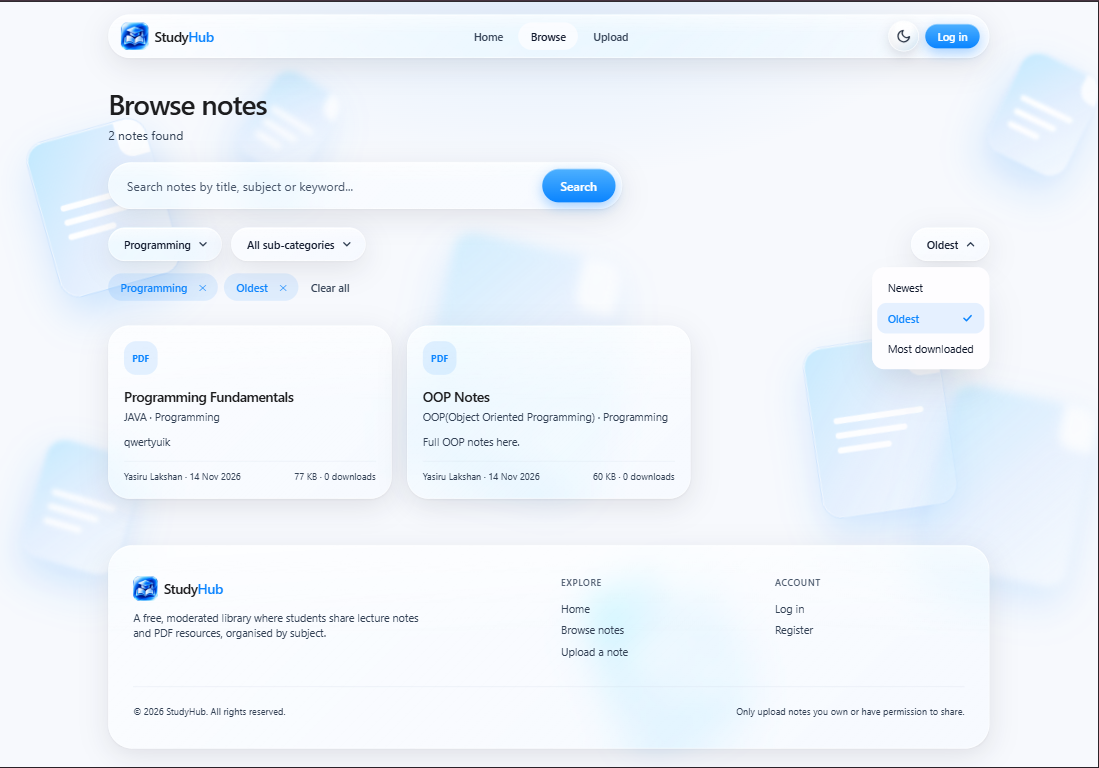 StudyHub
Home
Browse
Upload
Log in
Browse notes
2 notes found
Search notes by title, subject or keyword...
Search
Programming
All sub-categories
Oldest
Programming ×
Oldest ×
Clear all
Newest
Oldest
Most downloaded
PDF
Programming Fundamentals
JAVA · Programming
qwertyuik
Yasiru Lakshan · 14 Nov 2026
77 KB · 0 downloads
PDF
OOP Notes
OOP(Object Oriented Programming) · Programming
Full OOP notes here.
Yasiru Lakshan · 14 Nov 2026
60 KB · 0 downloads
StudyHub
A free, moderated library where students share lecture notes
and PDF resources, organised by subject.
EXPLORE
Home
Browse notes
Upload a note
ACCOUNT
Log in
Register
© 2026 StudyHub. All rights reserved.
Only upload notes you own or have permission to share.